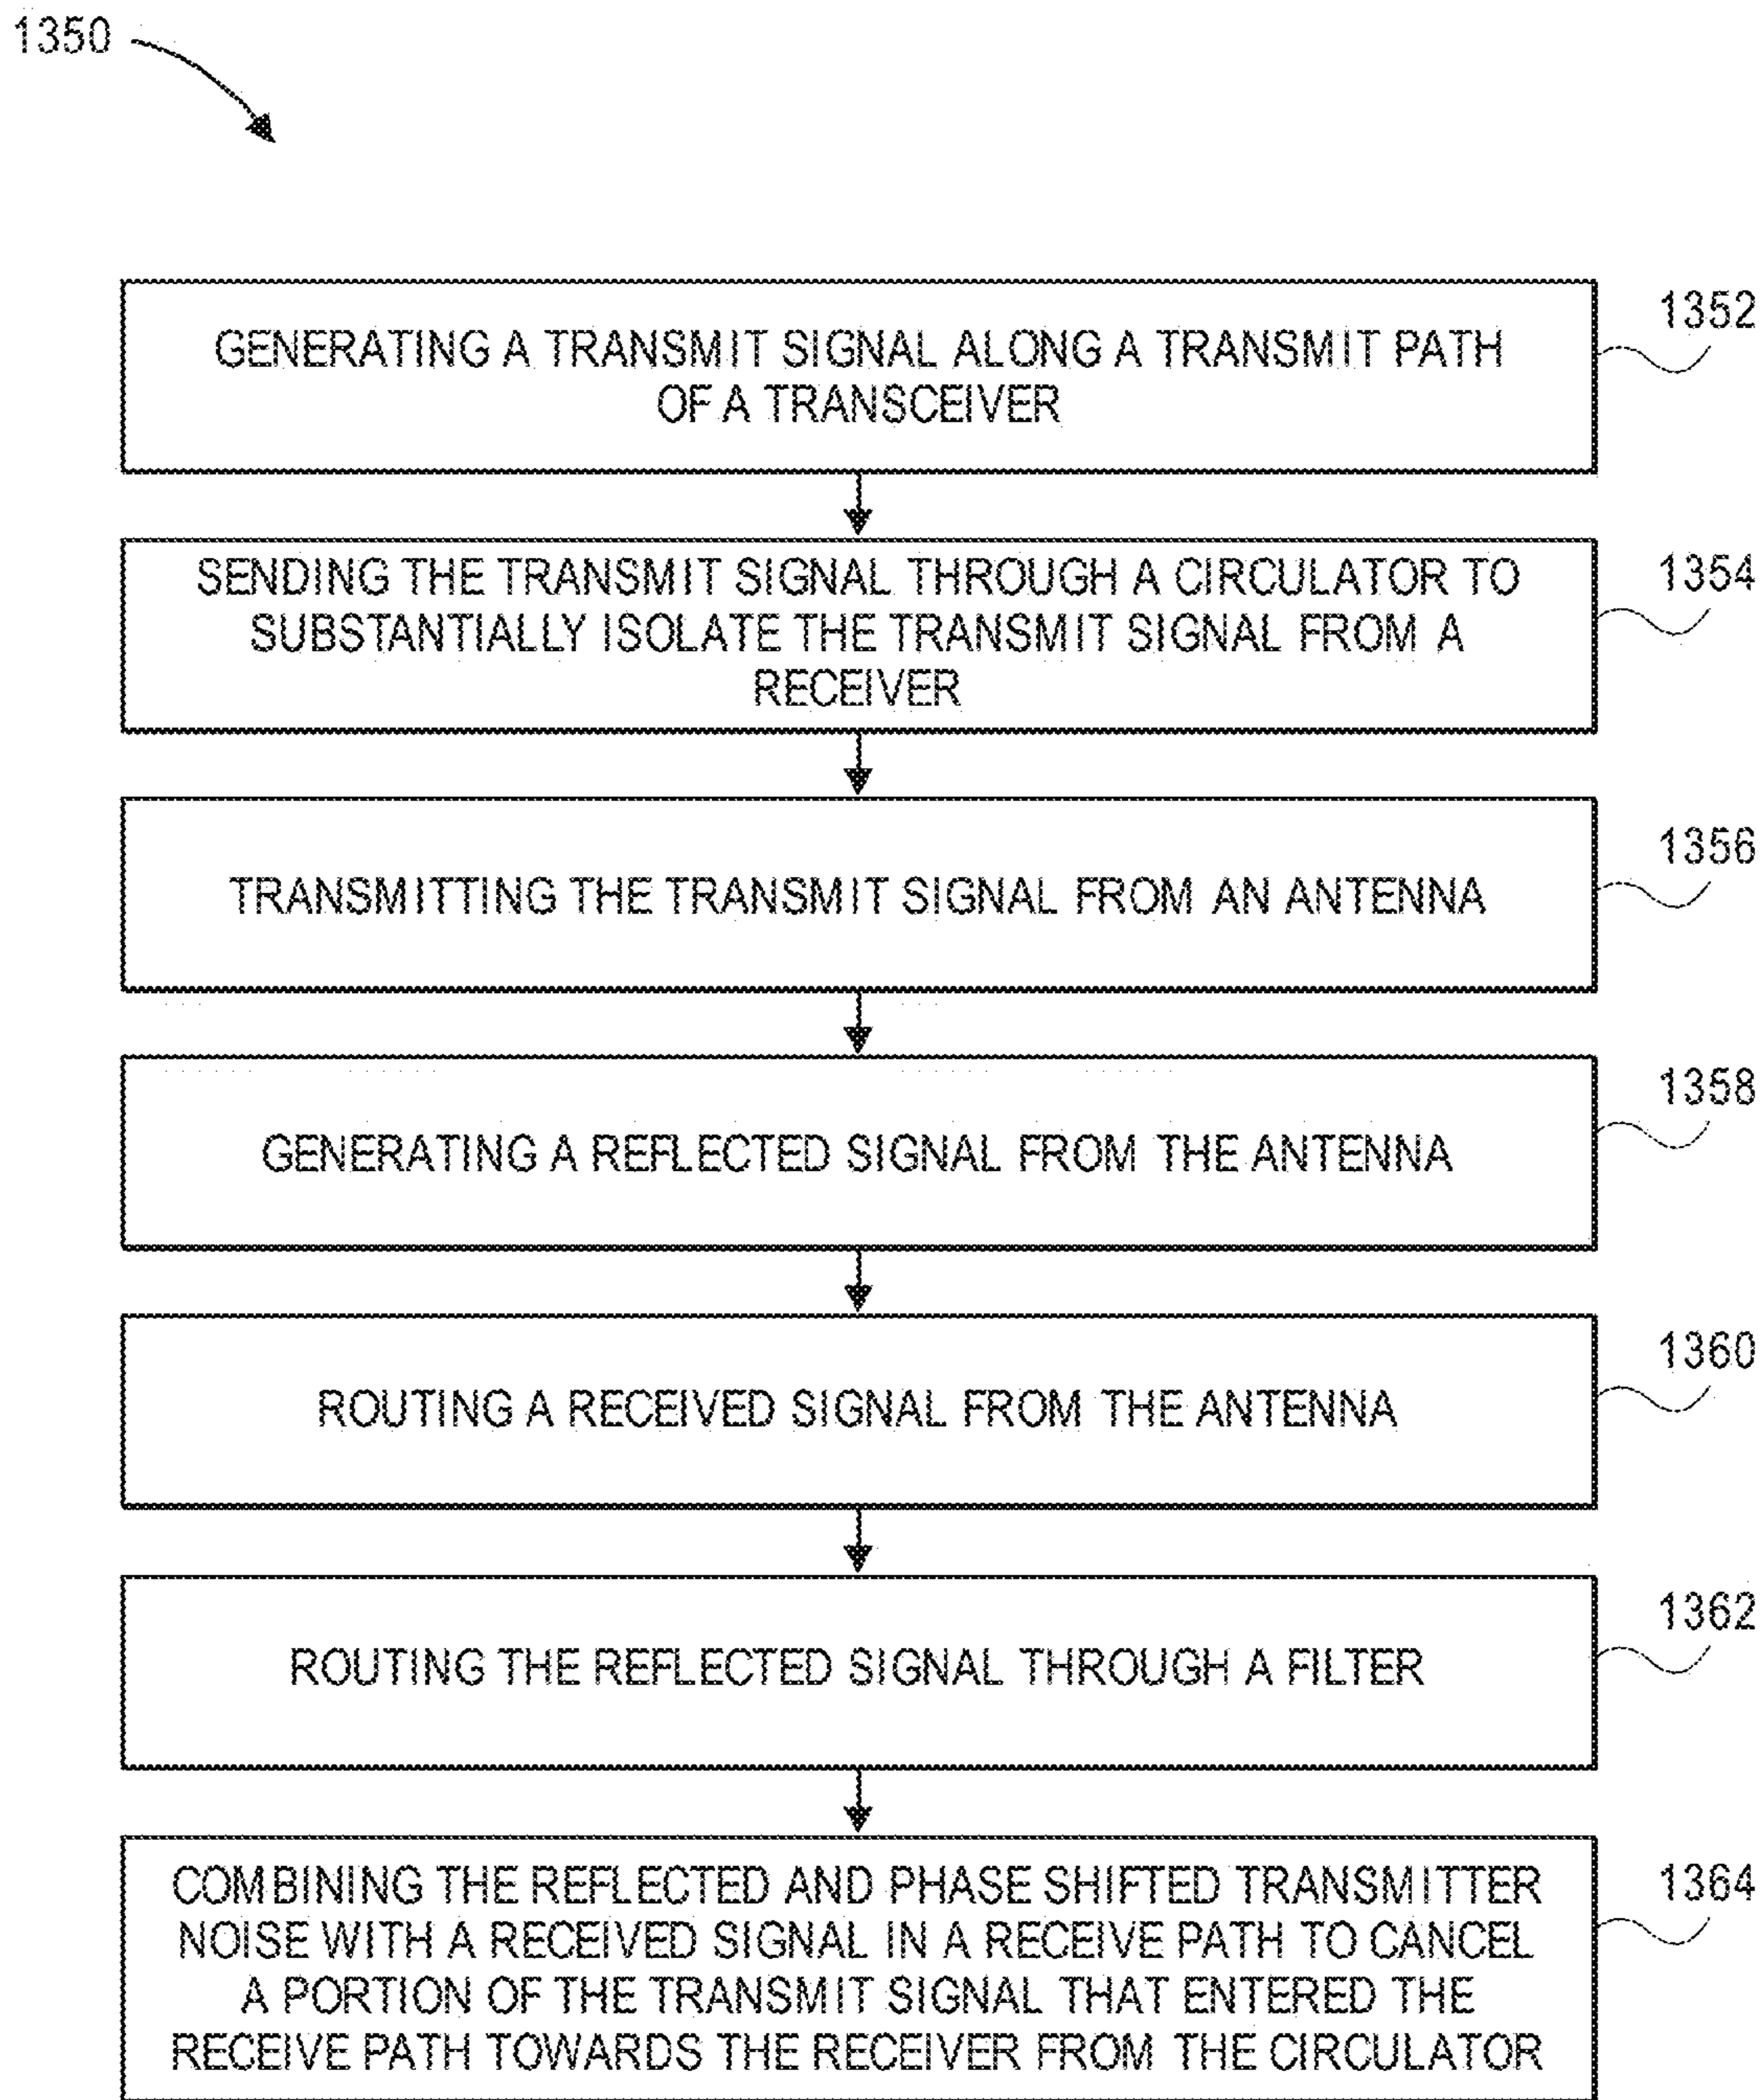 1350
GENERATING A TRANSMIT SIGNAL ALONG A TRANSMIT PATH
OF A TRANSCEIVER
1352
SENDING THE TRANSMIT SIGNAL THROUGH A CIRCULATOR TO
SUBSTANTIALLY ISOLATE THE TRANSMIT SIGNAL FROM A
RECEIVER
1354
TRANSMITTING THE TRANSMIT SIGNAL FROM AN ANTENNA
1356
GENERATING A REFLECTED SIGNAL FROM THE ANTENNA
1358
ROUTING A RECEIVED SIGNAL FROM THE ANTENNA
1360
ROUTING THE REFLECTED SIGNAL THROUGH A FILTER
1362
COMBINING THE REFLECTED AND PHASE SHIFTED TRANSMITTER
NOISE WITH A RECEIVED SIGNAL IN A RECEIVE PATH TO CANCEL
A PORTION OF THE TRANSMIT SIGNAL THAT ENTERED THE
RECEIVE PATH TOWARDS THE RECEIVER FROM THE CIRCULATOR
1364